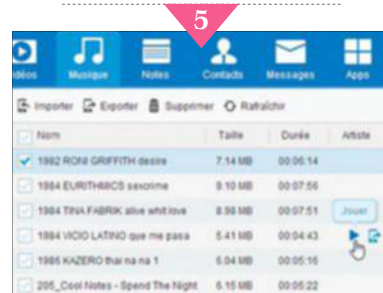 5
déos Musique Notes Contacts Messages Apps
Importer Exporter Supprimer Rafraîchir
Nom Taille Durée Artiste
1982 RONI GRIFFITH desire 7.14 MB 00:06:14
1984 EURITHMICS sexcrime 9.10 MB 00:07:56
1984 TINA FABRIK alive whit love 8.98 MB 00:07:51 Jouer
1984 VICIO LATINO que me pasa 5.41 MB 00:04:43
1986 KAZERO thai na na 1 6.04 MB 00:05:16
205_Cool Notes - Spend The Night 6.15 MB 00:05:22